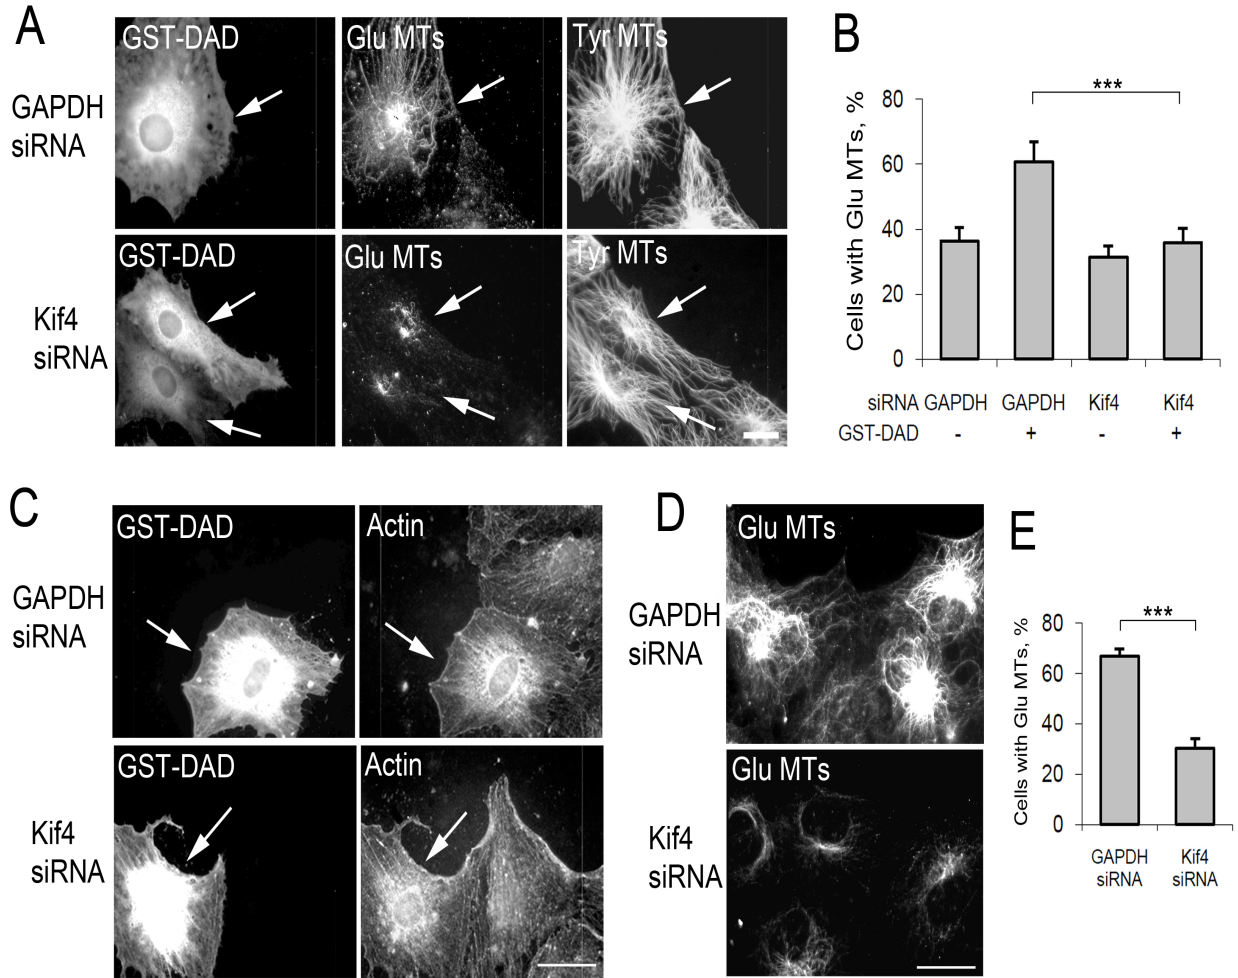 A
GST-DAD
Glu MTs
Tyr MTs
GAPDH
siRNA
GST-DAD
Glu MTs
Tyr MTs
Kif4
siRNA
B
***
Cells with Glu MTs, %
80
60
40
20
0
siRNA GAPDH GAPDH Kif4 Kif4
GST-DAD - + - +
C
GST-DAD
Actin
GAPDH
siRNA
GST-DAD
Actin
Kif4
siRNA
D
Glu MTs
GAPDH
siRNA
Glu MTs
Kif4
siRNA
E
***
Cells with Glu MTs, %
80
60
40
20
0
GAPDH Kif4
siRNA siRNA